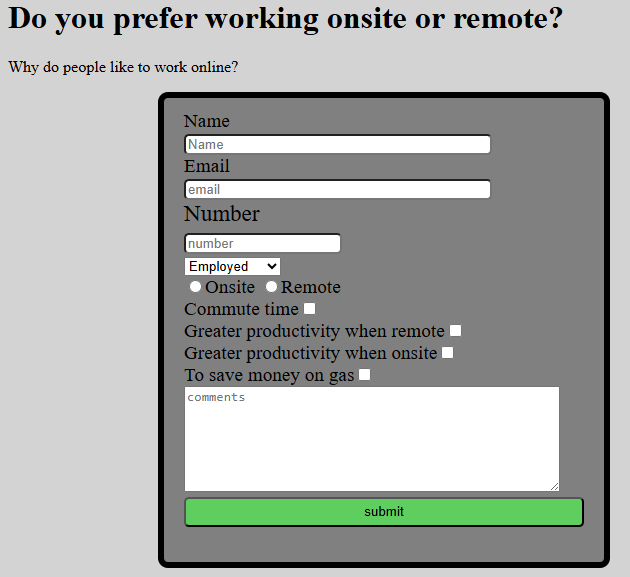 Do you prefer working onsite or remote?
Why do people like to work online?
Name
Name
Email
email
Number
number
Employed
Onsite Remote
Commute time
Greater productivity when remote
Greater productivity when onsite
To save money on gas
comments
submit